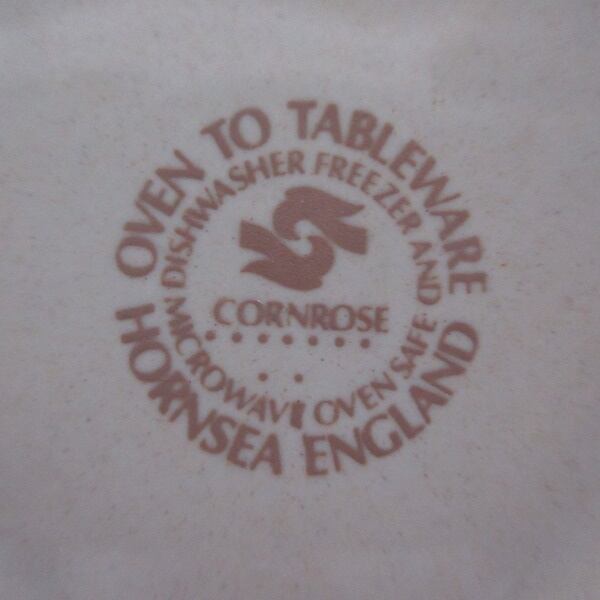 OVEN TO TABLEWARE
DISHWASHER FREEZER AND
CORNROSE
MICROWAVE OVEN SAFE
HORNSEA ENGLAND